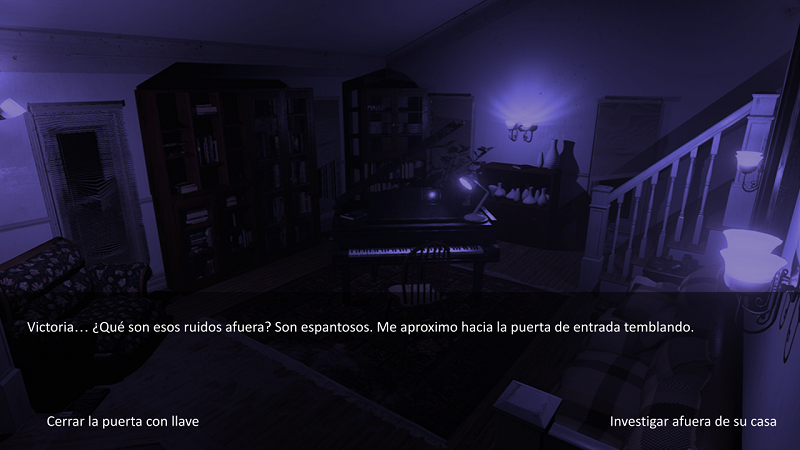 Victoria... ¿Qué son esos ruidos afuera? Son espantosos. Me aproximo hacia la puerta de entrada temblando.
Cerrar la puerta con llave
Investigar afuera de su casa